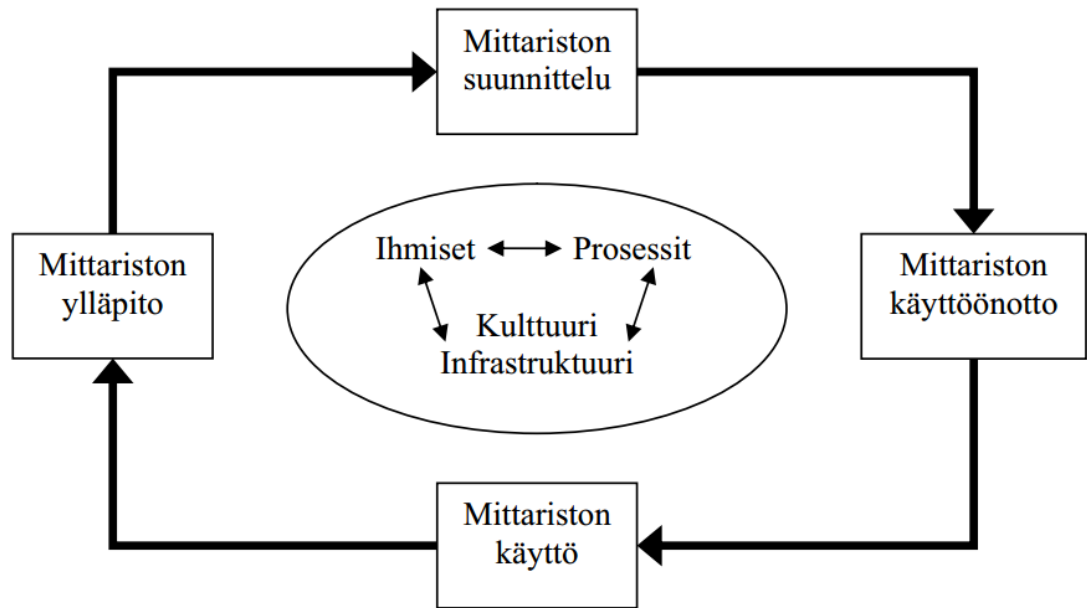 Mittariston
suunnittelu
Mittariston
ylläpito
Ihmiset
Prosessit
Kulttuuri
Infrastruktuuri
Mittariston
käyttöönotto
Mittariston
käyttö